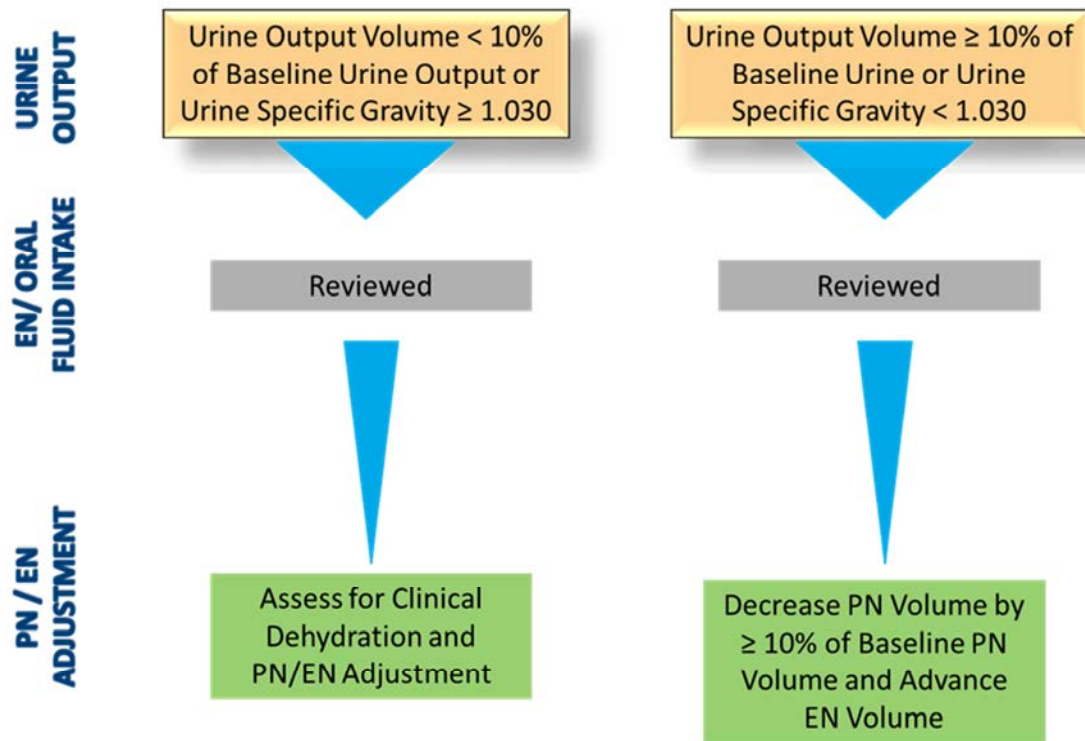 URINE
OUTPUT
Urine Output Volume < 10%
of Baseline Urine Output or
Urine Specific Gravity ≥ 1.030
Urine Output Volume ≥ 10% of
Baseline Urine or Urine
Specific Gravity < 1.030
EN/ ORAL
FLUID INTAKE
Reviewed
Reviewed
PN / EN
ADJUSTMENT
Assess for Clinical
Dehydration and
PN/EN Adjustment
Decrease PN Volume by
≥ 10% of Baseline PN
Volume and Advance
EN Volume